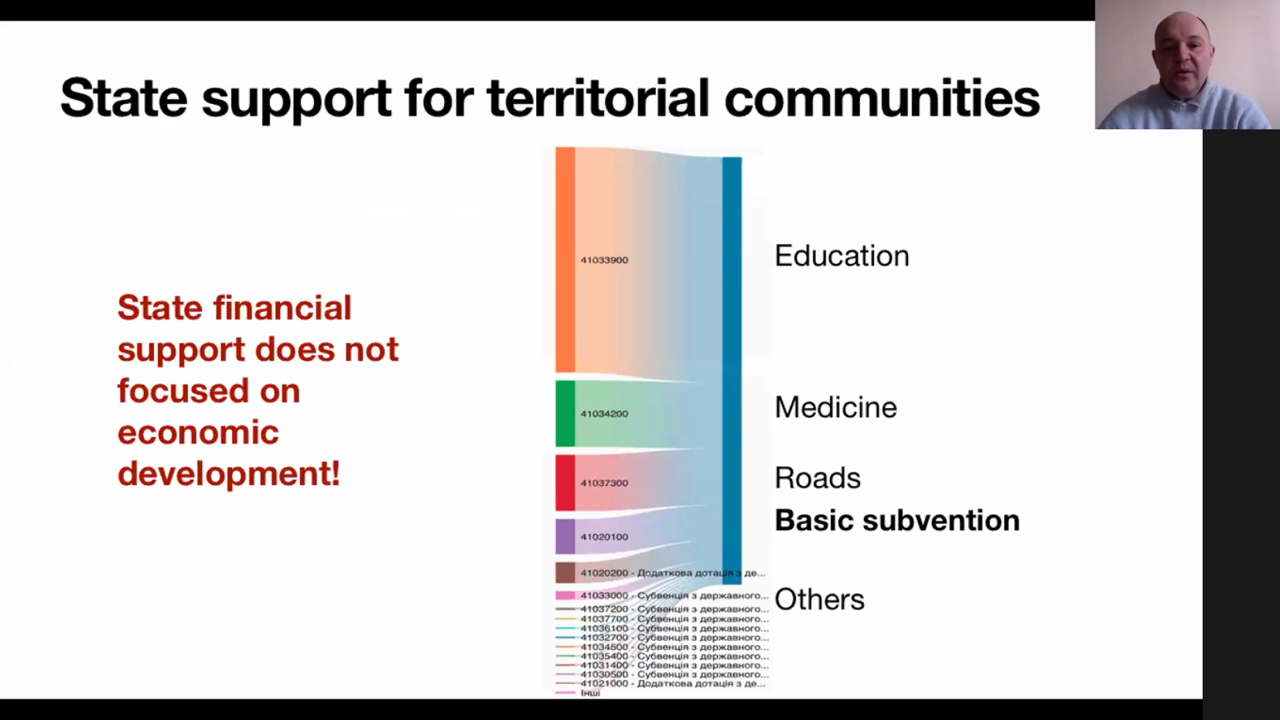 State support for territorial communities
State financial
support does not
focused on
economic
development!
41033900
41034200
41037300
41020100
41020200 - Додаткова дотація з де...
41033000 - Субвенція з державного...
41037200 - Субвенція з державного...
41037700 - Субвенція з державного...
41036100 - Субвенція з державного...
41032700 - Субвенція з державного...
41034500 - Субвенція з державного...
41035400 - Субвенція з державного...
41031400 - Субвенція з державного...
41030500 - Субвенція з державного...
41021000 - Додаткова дотація з де...
Інші
Education
Medicine
Roads
Basic subvention
Others